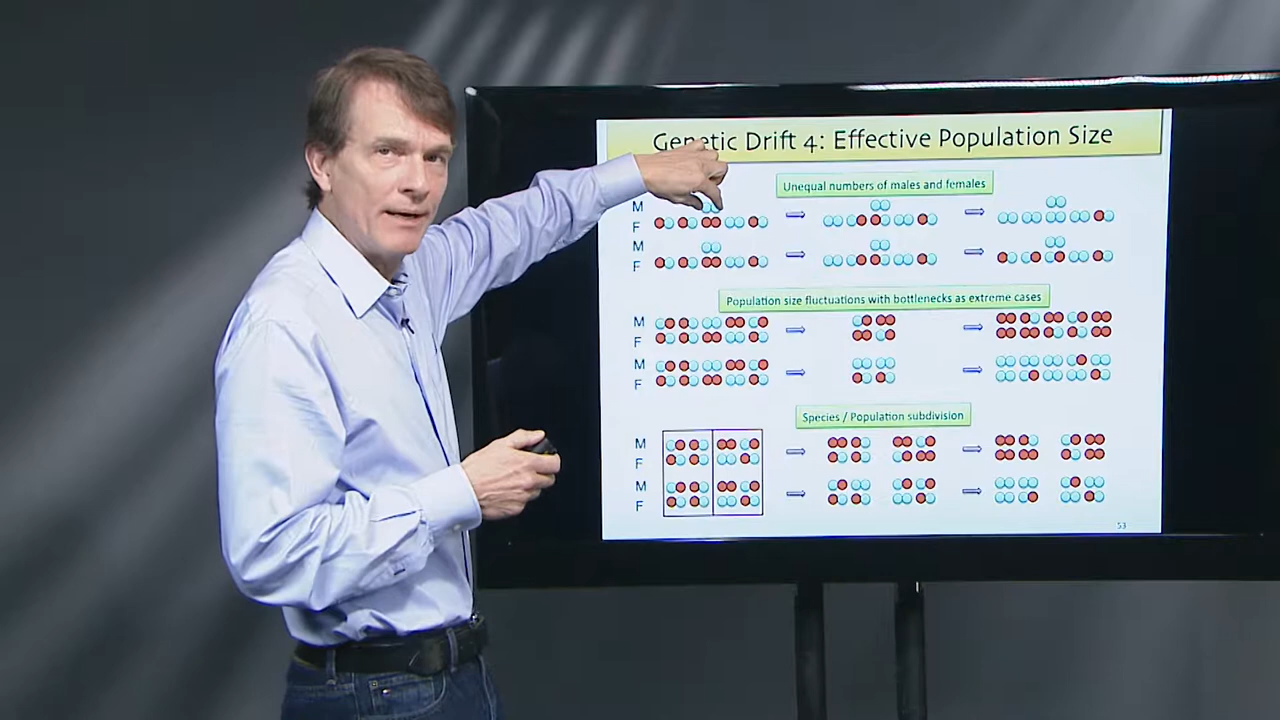 Genetic Drift 4: Effective Population Size
Unequal numbers of males and females
M
F
M
F
Population size fluctuations with bottlenecks as extreme cases
M
F
M
F
Species / Population subdivision
M
F
M
F
53